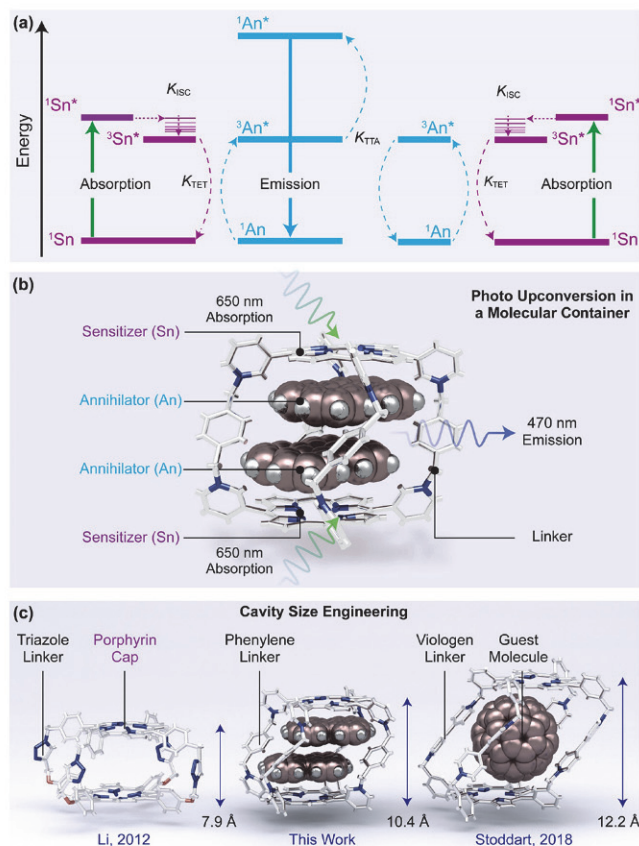 (a)
Energy
¹An*
¹Sn*
K_ISC
³Sn*
³An*
K_TTA
³An*
K_ISC
¹Sn*
³Sn*
Absorption
K_TET
Emission
K_TET
Absorption
¹Sn
¹An
¹An
¹Sn
(b)
Photo Upconversion in
a Molecular Container
650 nm
Absorption
Sensitizer (Sn)
Annihilator (An)
470 nm
Emission
Annihilator (An)
Sensitizer (Sn)
650 nm
Absorption
Linker
(c)
Cavity Size Engineering
Triazole
Linker
Porphyrin
Cap
Phenylene
Linker
Viologen
Linker
Guest
Molecule
7.9 Å
10.4 Å
12.2 Å
Li, 2012
This Work
Stoddart, 2018